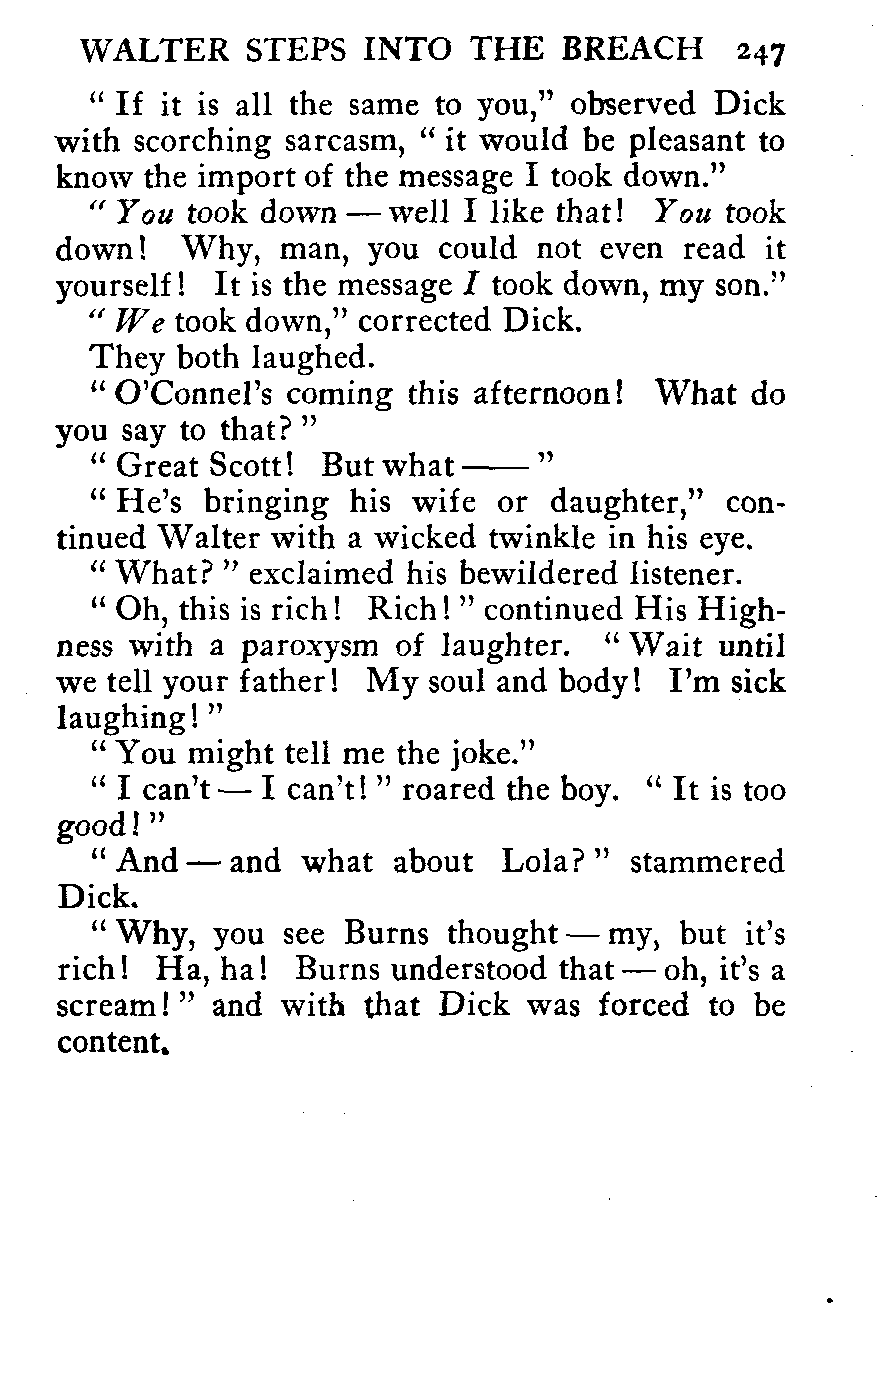 WALTER STEPS INTO THE BREACH 247
“ If it is all the same to you,” observed Dick
with scorching sarcasm, “ it would be pleasant to
know the import of the message I took down.”
“ You took down — well I like that! You took
down! Why, man, you could not even read it
yourself! It is the message I took down, my son.”
“ We took down,” corrected Dick.
They both laughed.
“ O’Connel’s coming this afternoon! What do
you say to that? ”
“ Great Scott! But what —— ”
“ He’s bringing his wife or daughter,” con-
tinued Walter with a wicked twinkle in his eye.
“ What? ” exclaimed his bewildered listener.
“ Oh, this is rich! Rich! ” continued His High-
ness with a paroxysm of laughter. “ Wait until
we tell your father! My soul and body! I’m sick
laughing! ”
“ You might tell me the joke.”
“ I can’t — I can’t! ” roared the boy. “ It is too
good! ”
“ And — and what about Lola? ” stammered
Dick.
“ Why, you see Burns thought — my, but it’s
rich! Ha, ha! Burns understood that — oh, it’s a
scream! ” and with that Dick was forced to be
content.